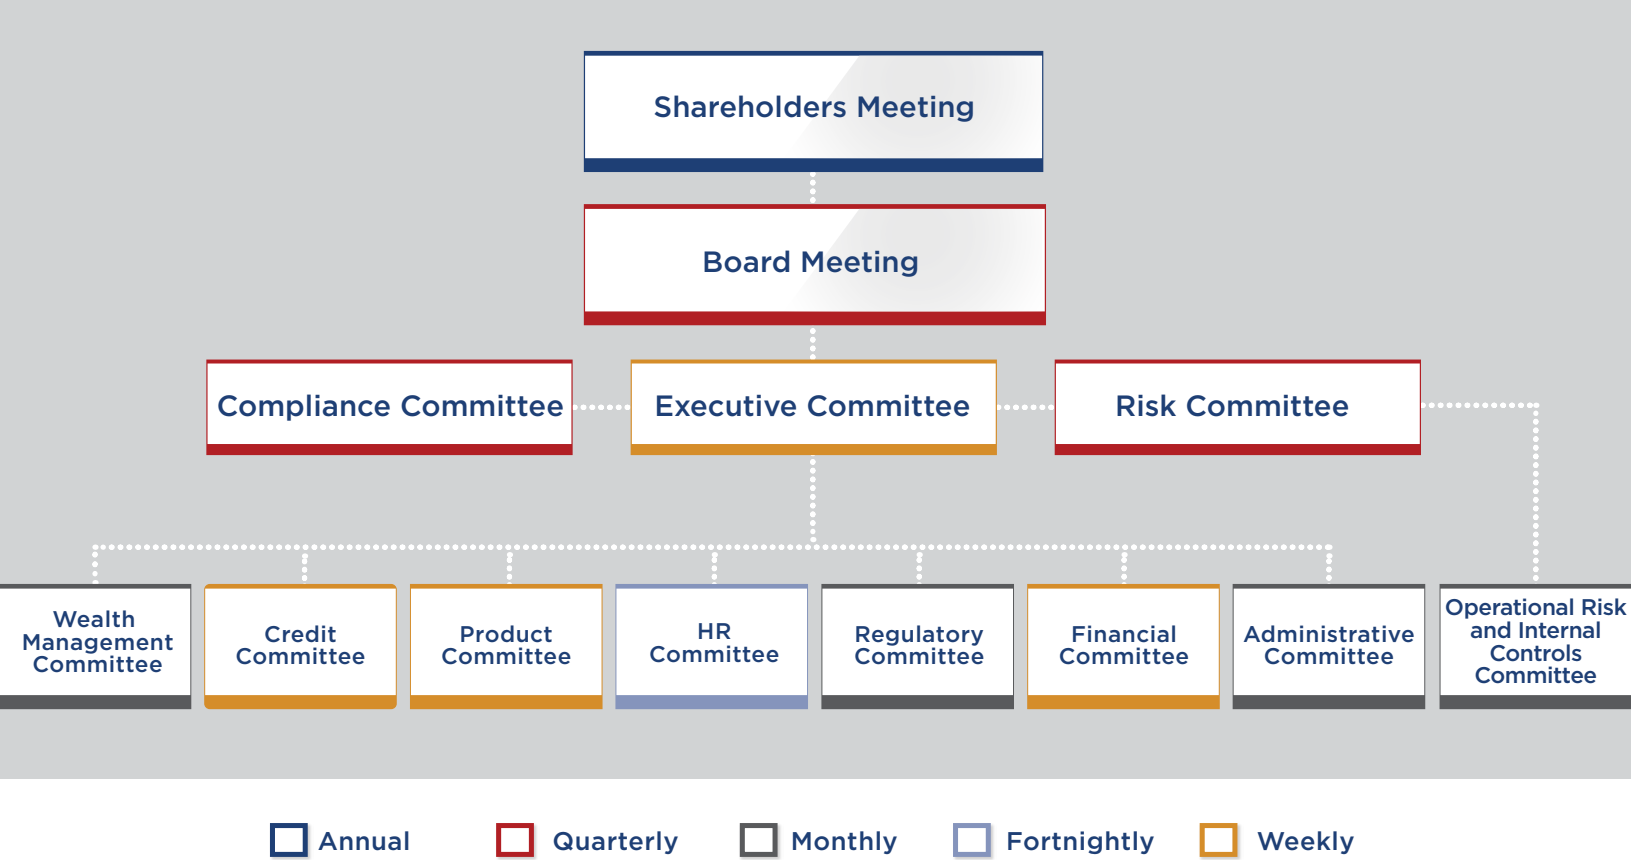 Shareholders Meeting
Board Meeting
Compliance Committee
Executive Committee
Risk Committee
Wealth
Management
Committee
Credit
Committee
Product
Committee
HR
Committee
Regulatory
Committee
Financial
Committee
Administrative
Committee
Operational Risk
and Internal
Controls
Committee
Annual
Quarterly
Monthly
Fortnightly
Weekly